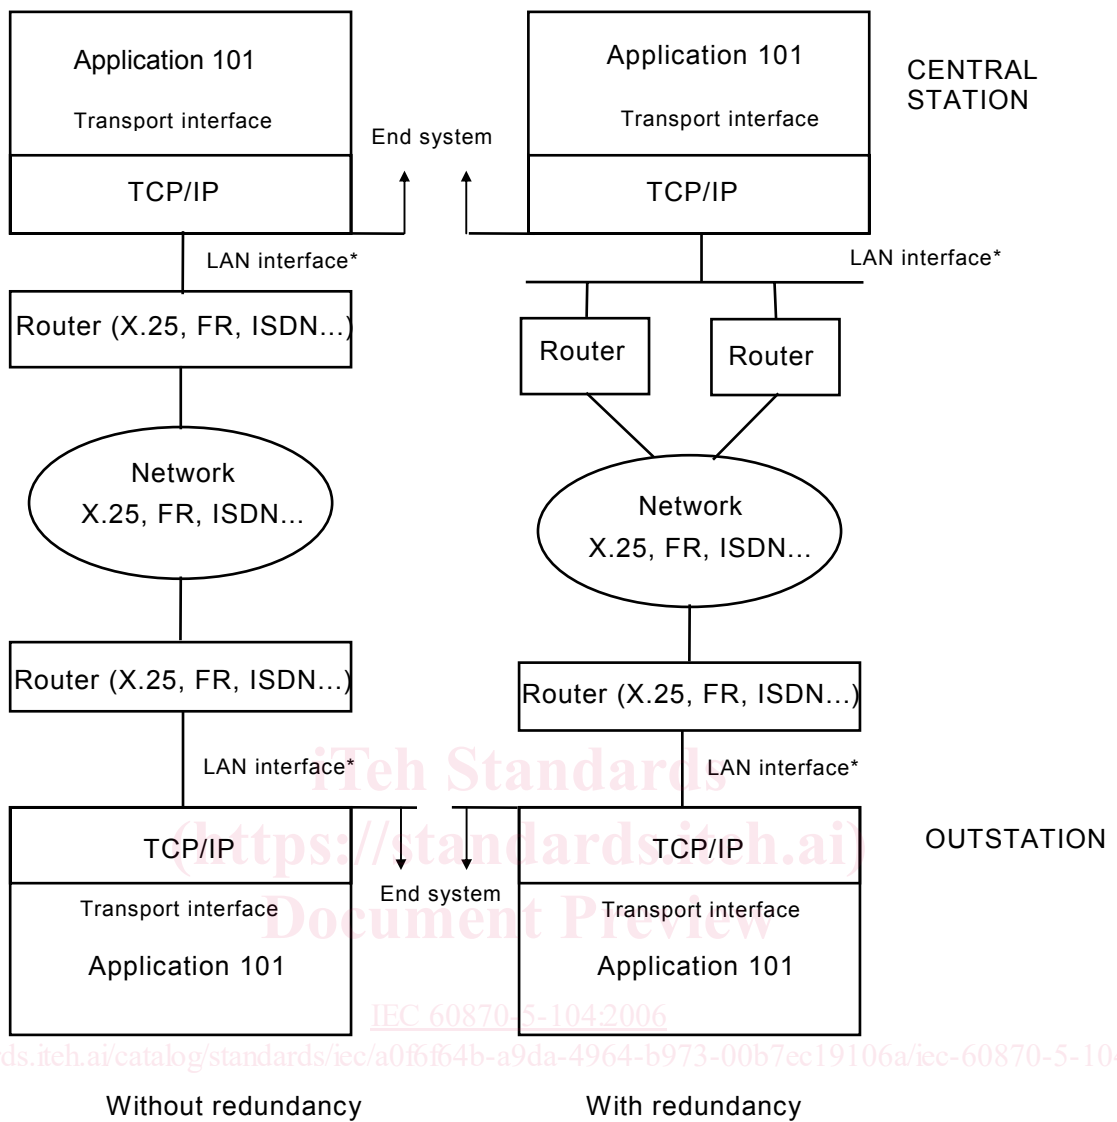 Application 101
Application 101
CENTRAL
STATION
Transport interface
Transport interface
End system
TCP/IP
TCP/IP
LAN interface*
LAN interface*
Router (X.25, FR, ISDN...)
Router
Router
Network
X.25, FR, ISDN...
Network
X.25, FR, ISDN...
Router (X.25, FR, ISDN...)
Router (X.25, FR, ISDN...)
LAN interface*
LAN interface*
iTeh Standards
(https://standards.iteh.ai)
Document Preview
TCP/IP
TCP/IP
OUTSTATION
End system
Transport interface
Transport interface
Application 101
Application 101
IEC 60870-5-104:2006
ds.iteh.ai/catalog/standards/iec/a0f6f64b-a9da-4964-b973-00b7ec19106a/iec-60870-5-10
Without redundancy
With redundancy